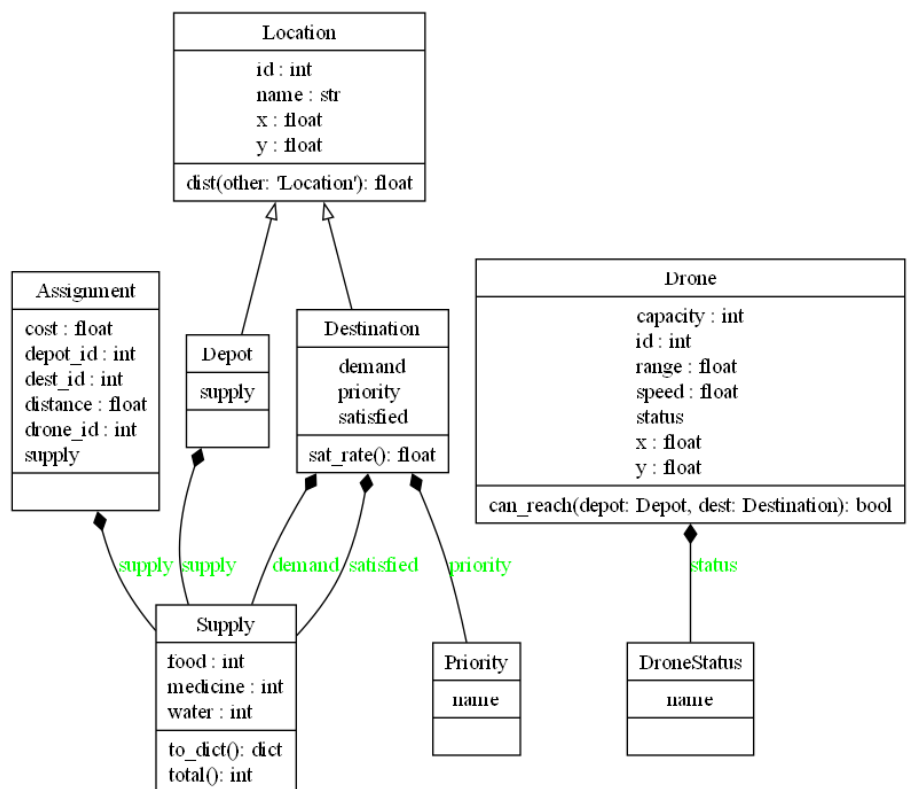 Location
id : int
name : str
x : float
y : float
dist(other: 'Location'): float
Assignment
cost : float
depot_id : int
dest_id : int
distance : float
drone_id : int
supply
Depot
supply
Destination
demand
priority
satisfied
sat_rate(): float
Drone
capacity : int
id : int
range : float
speed : float
status
x : float
y : float
can_reach(depot: Depot, dest: Destination): bool
supply
supply
demand
satisfied
priority
status
Supply
food : int
medicine : int
water : int
to_dict(): dict
total(): int
Priority
name
DroneStatus
name